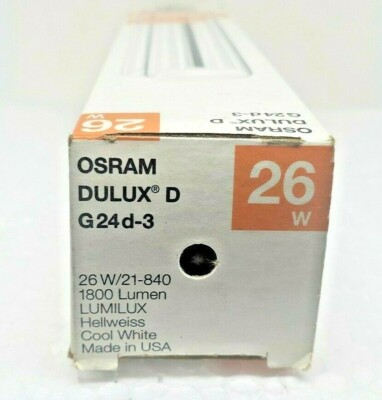 26
W
OSRAM
DULUX® D
G24d-3
OSRAM
DULUX® D
G24d-3
26
W
26W/21-840
1800 Lumen
LUMILUX
Hellweiss
Cool White
Made in USA